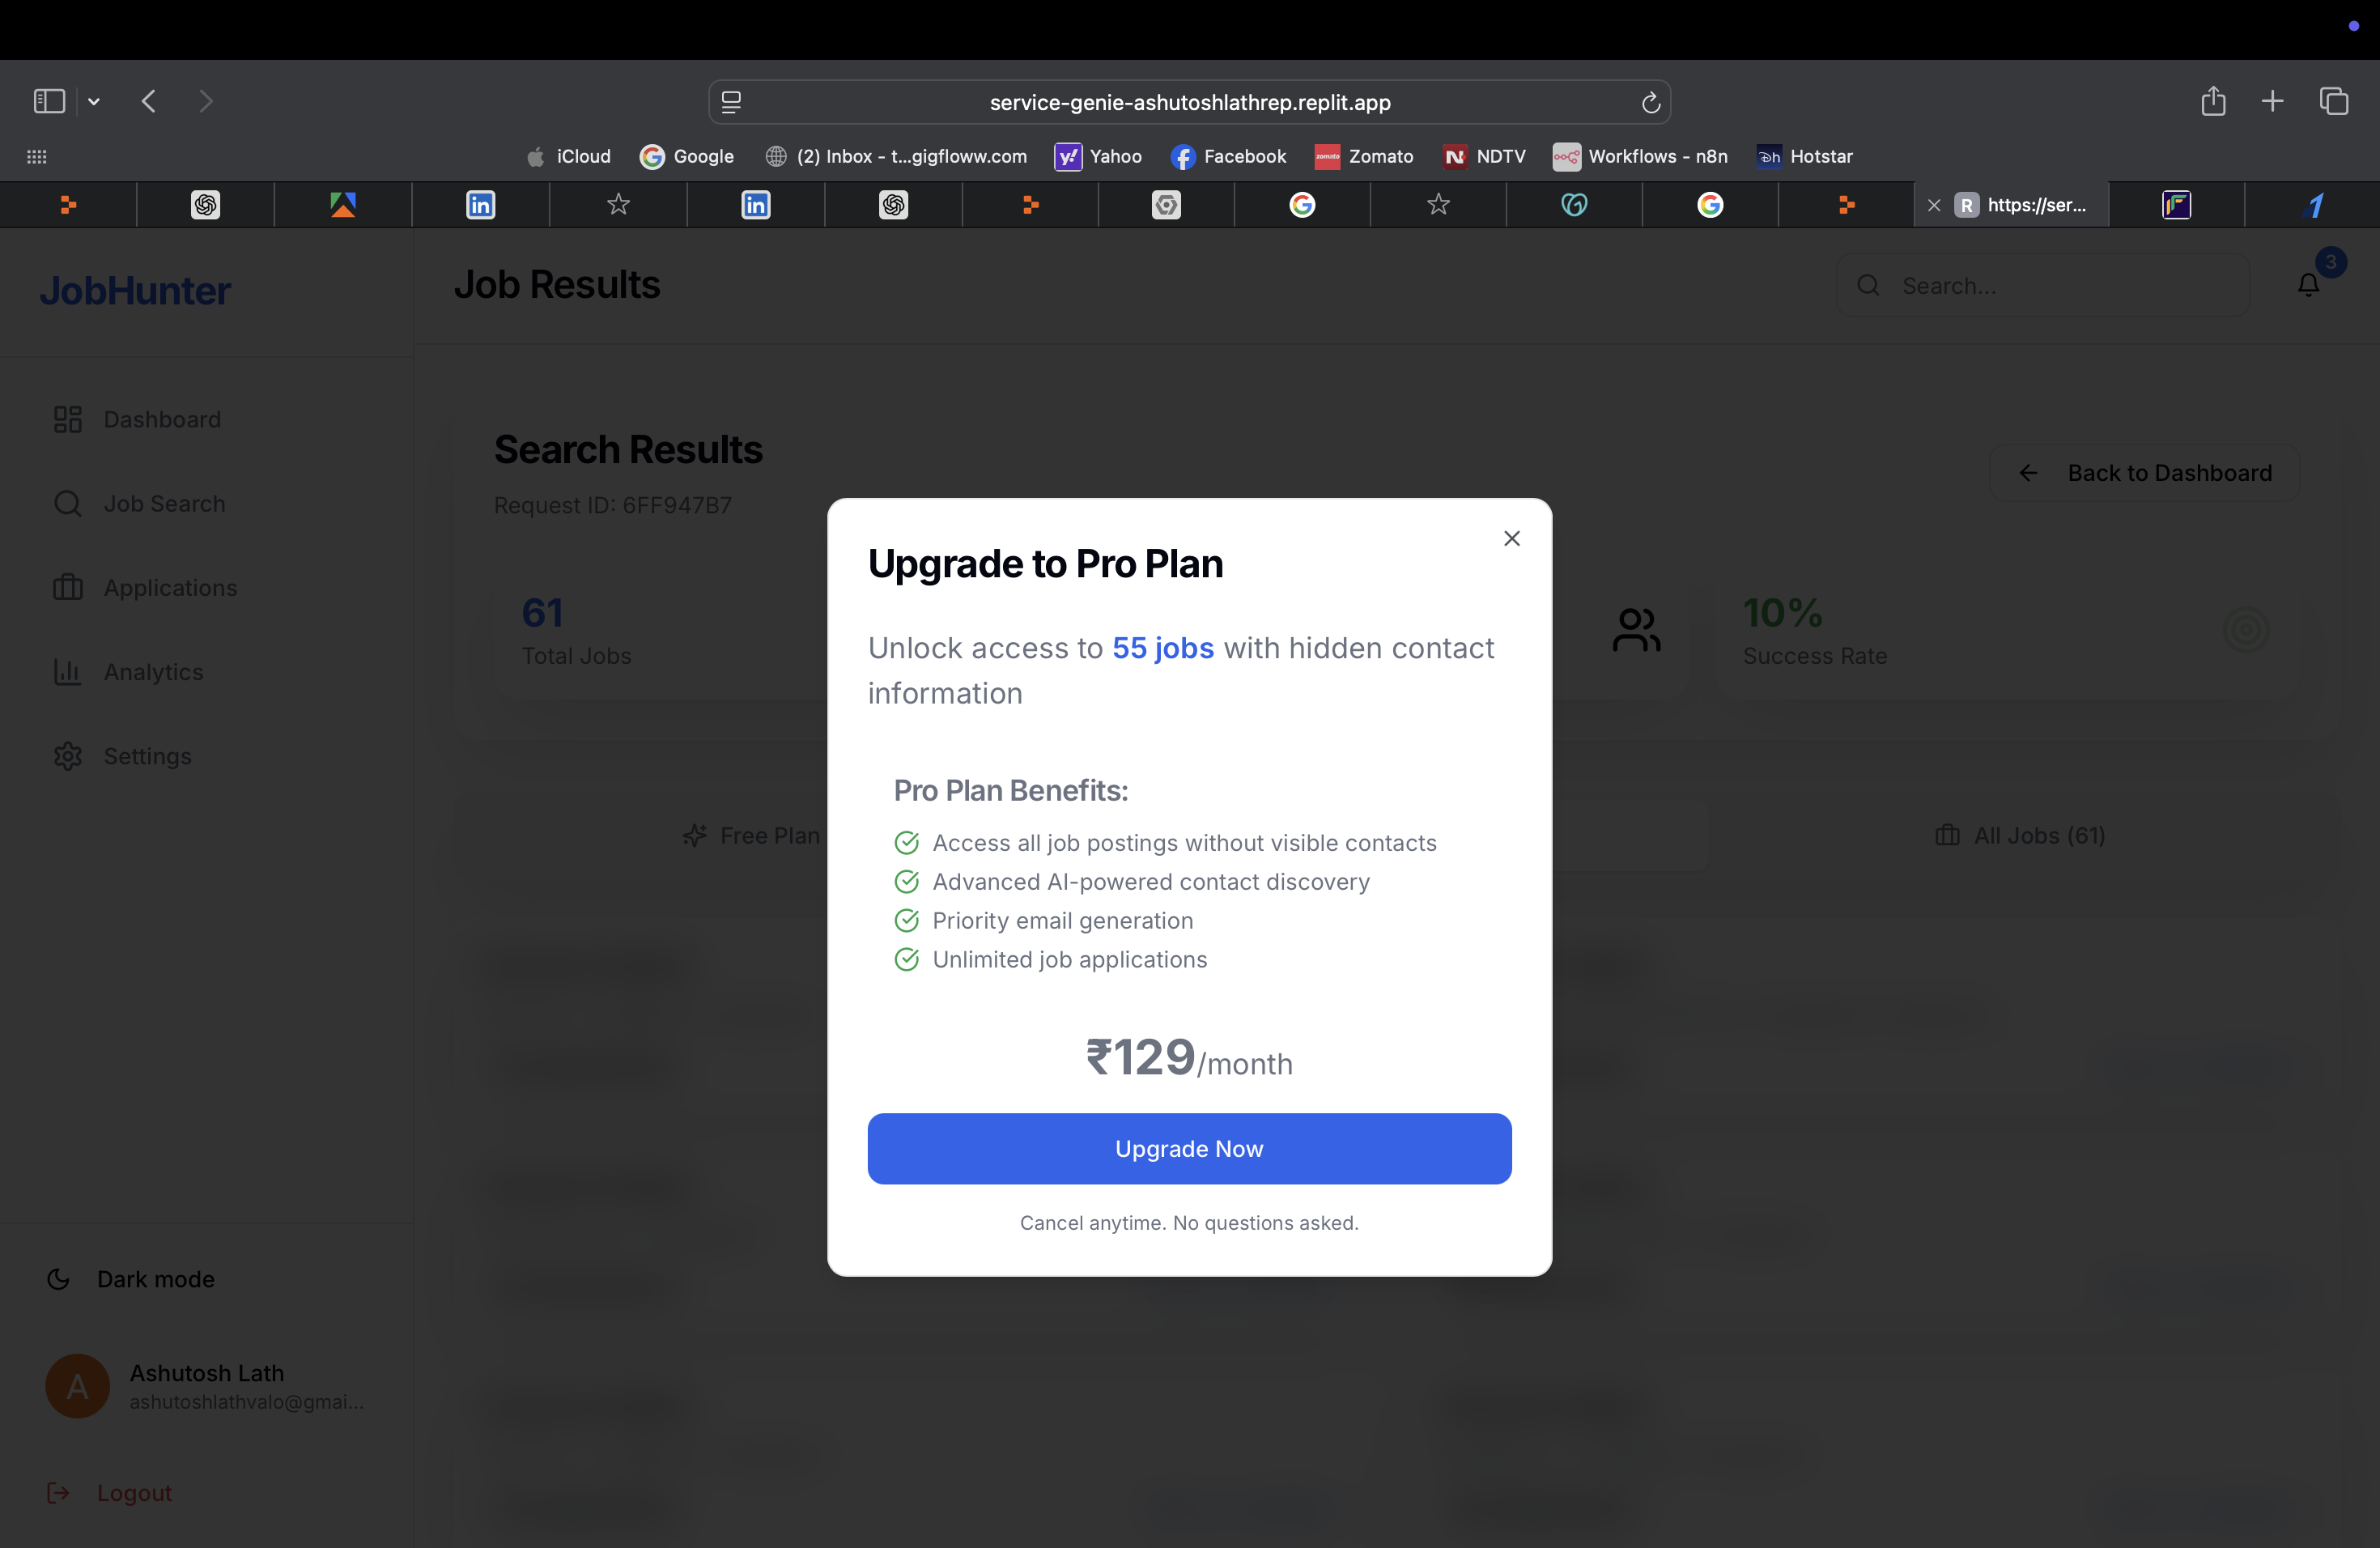 service-genie-ashutoshlathrep.replit.app
iCloud
Google
(2) Inbox - t...gigfloww.com
Yahoo
Facebook
zomato
Zomato
NDTV
Workflows - n8n
Hotstar
https://ser...
JobHunter
Job Results
Search...
3
Dashboard
Job Search
Applications
Analytics
Settings
Search Results
Request ID: 6FF947B7
Back to Dashboard
61
Total Jobs
10%
Success Rate
Free Plan
All Jobs (61)
Upgrade to Pro Plan
Unlock access to 55 jobs with hidden contact
information
Pro Plan Benefits:
Access all job postings without visible contacts
Advanced AI-powered contact discovery
Priority email generation
Unlimited job applications
₹129/month
Upgrade Now
Cancel anytime. No questions asked.
Dark mode
A
Ashutosh Lath
ashutoshlathvalo@gmai...
Logout